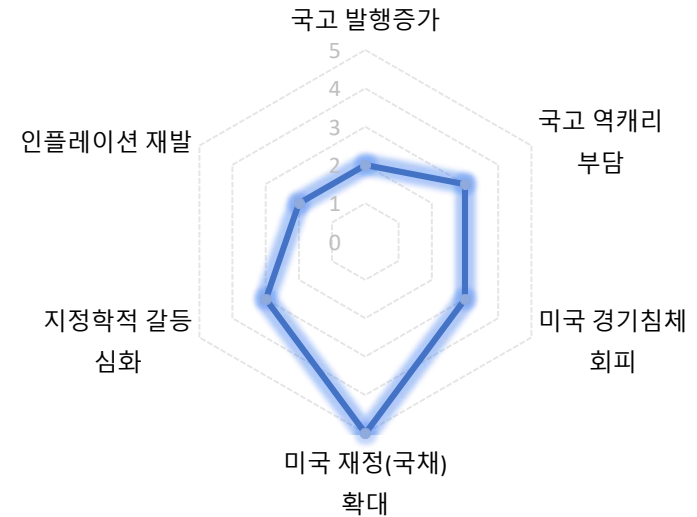 국고 발행증가
5
4
3
2
1
0
국고 역캐리
부담
인플레이션 재발
지정학적 갈등
심화
미국 경기침체
회피
미국 재정(국채)
확대